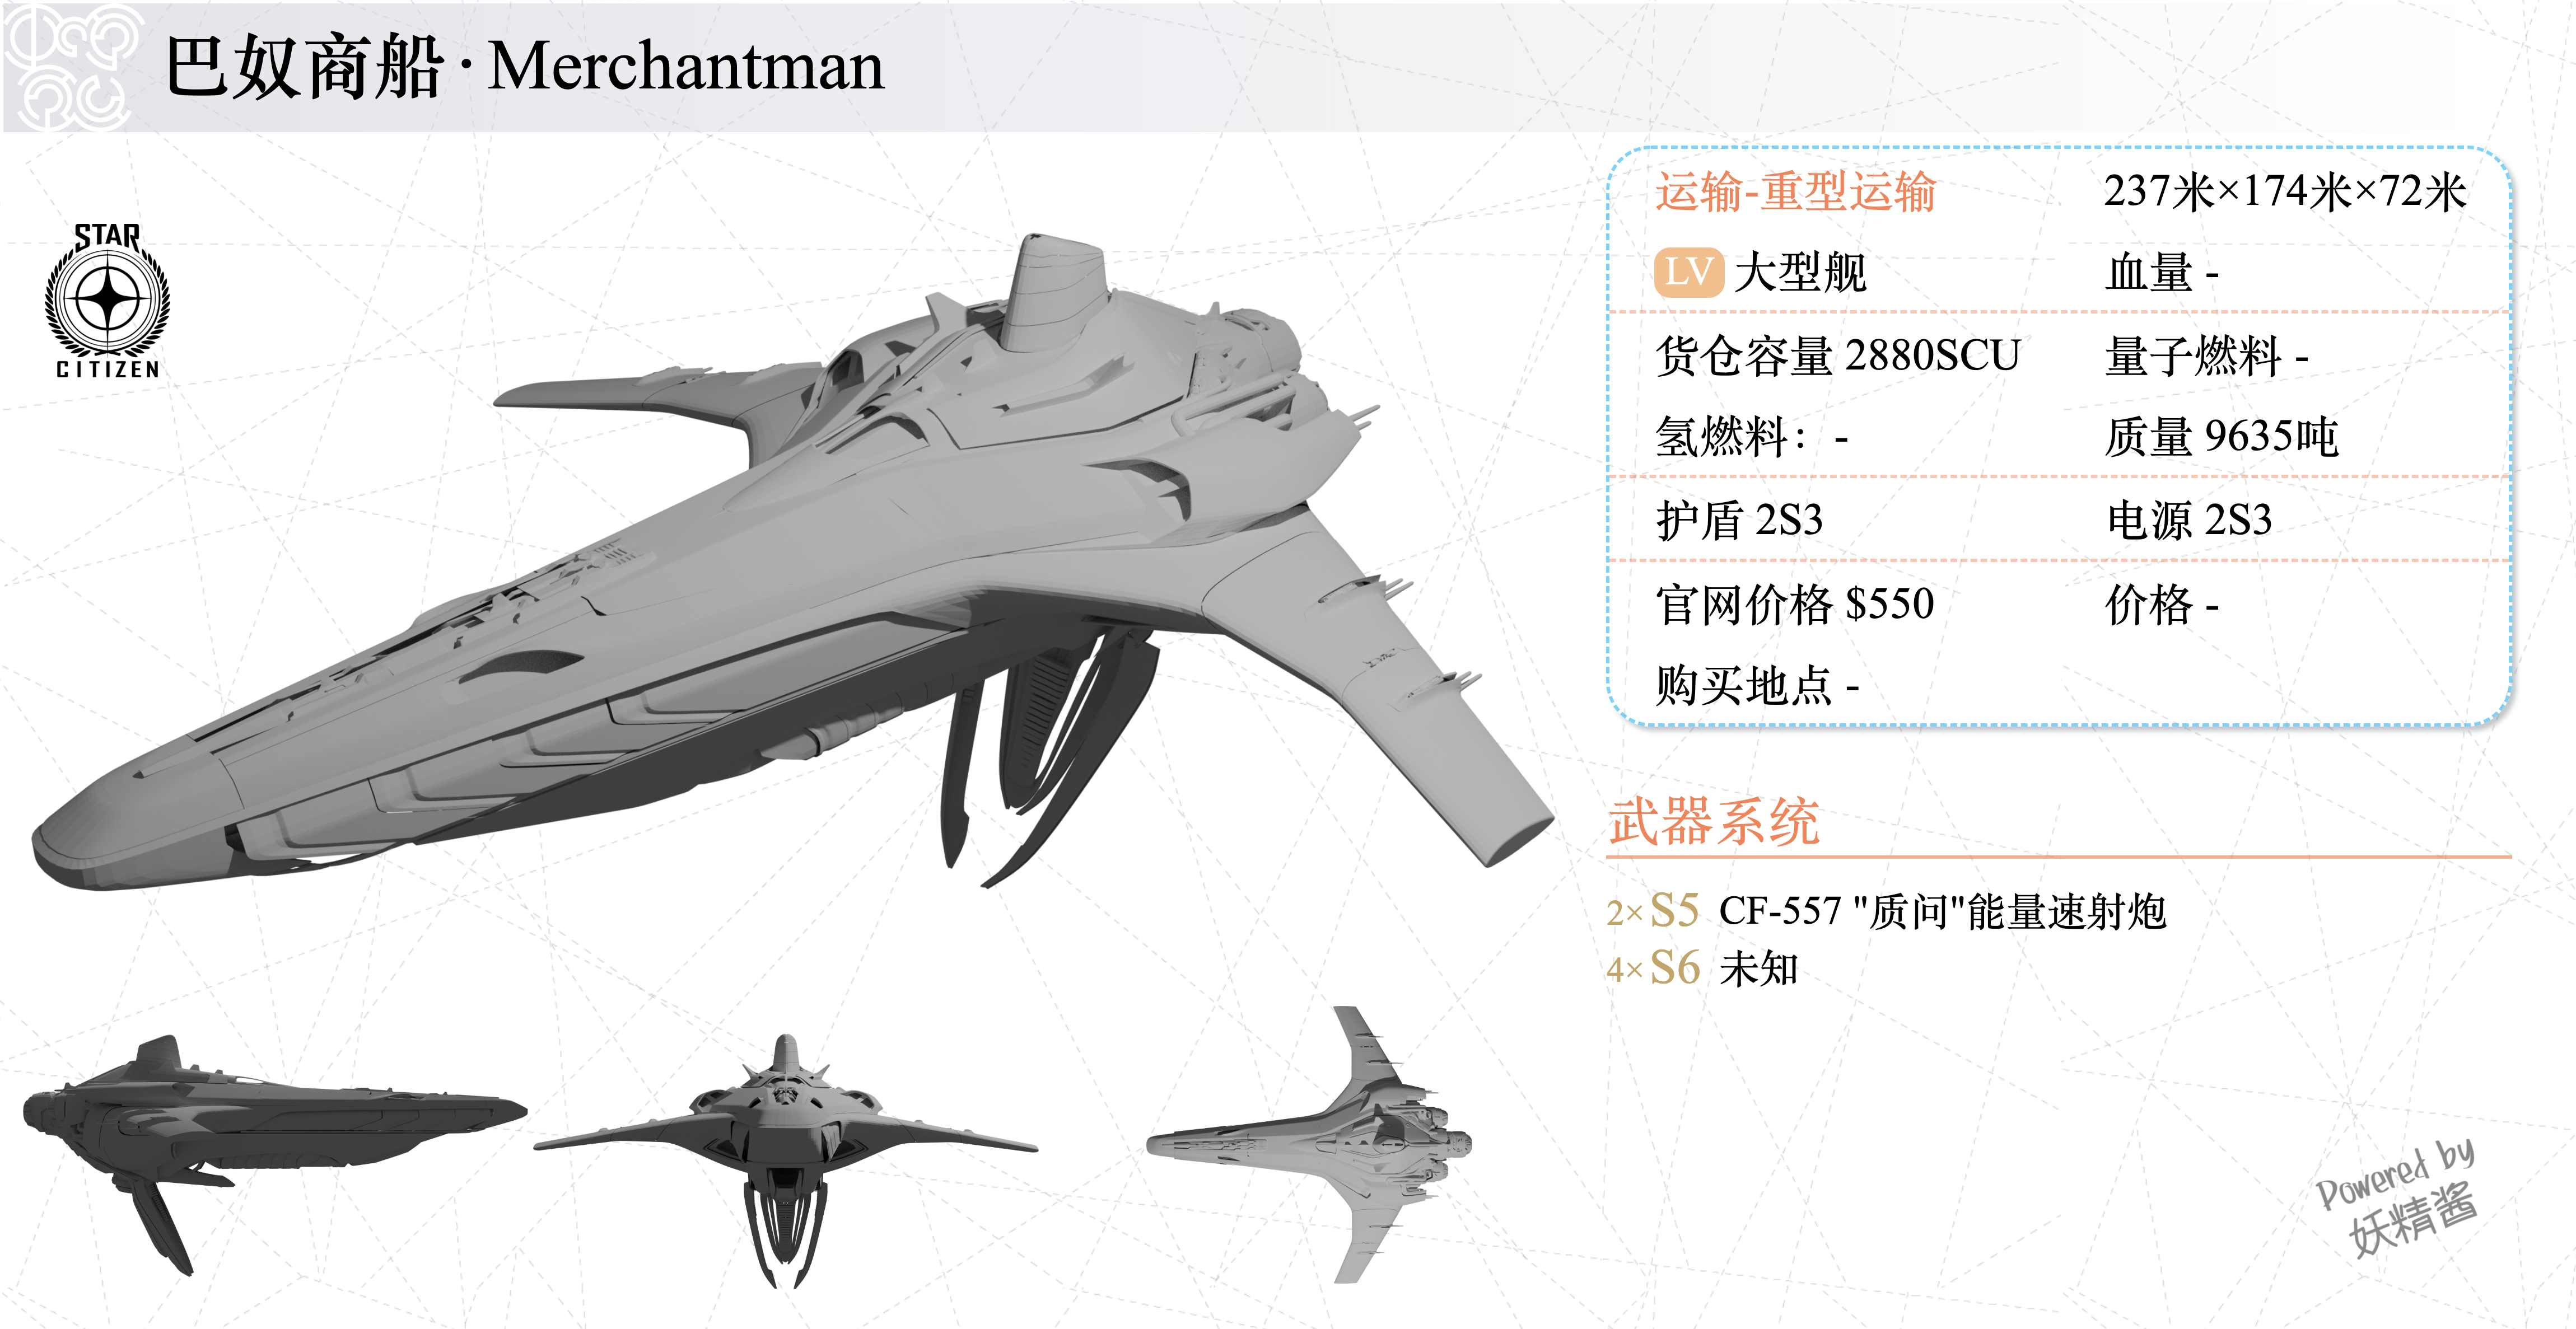 巴奴商船·Merchantman
STAR
CITIZEN
运输-重型运输 237米×174米×72米
LV 大型舰 血量 -
货仓容量 2880SCU 量子燃料 -
氢燃料： - 质量 9635吨
护盾 2S3 电源 2S3
官网价格 $550 价格 -
购买地点 -
武器系统
2× S5 CF-557 "质问"能量速射炮
4× S6 未知
Powered by
妖精酱